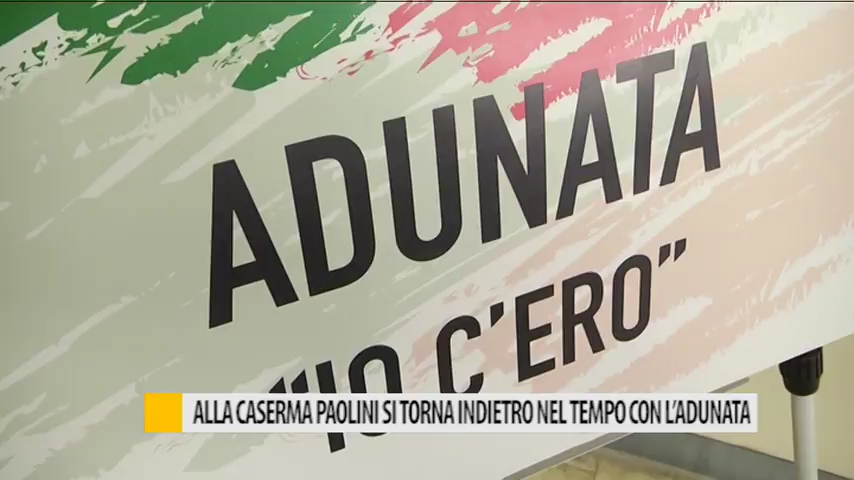 ADUNATA
"IO C'ERO"
ALLA CASERMA PAOLINI SI TORNA INDIETRO NEL TEMPO CON L'ADUNATA